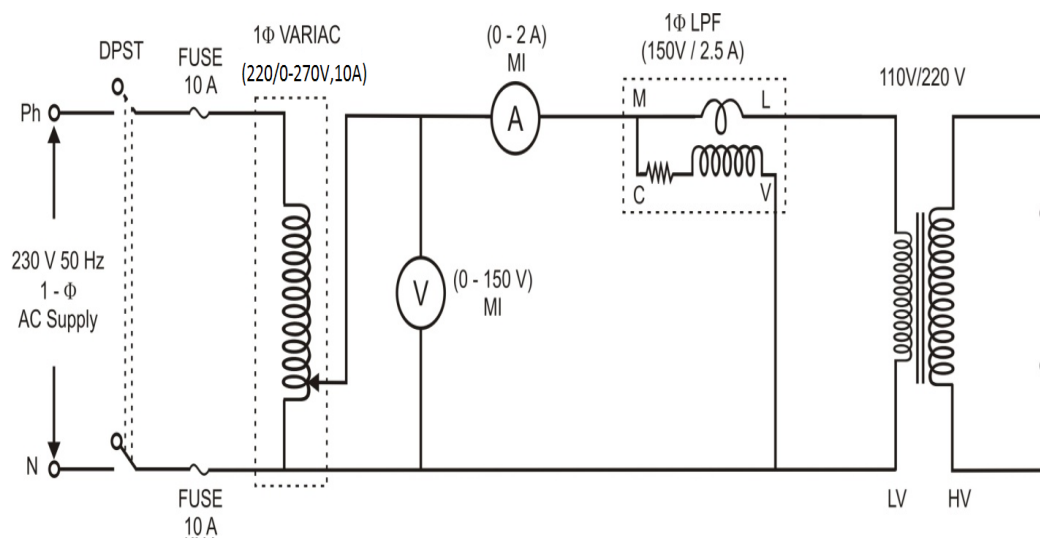 DPST
FUSE
10 A
1Φ VARIAC
(220/0-270V,10A)
(0 - 2 A)
MI
1Φ LPF
(150V / 2.5 A)
110V/220 V
Ph
A
M
L
C
V
230 V 50 Hz
1 - Φ
AC Supply
V
(0 - 150 V)
MI
N
FUSE
10 A
LV
HV